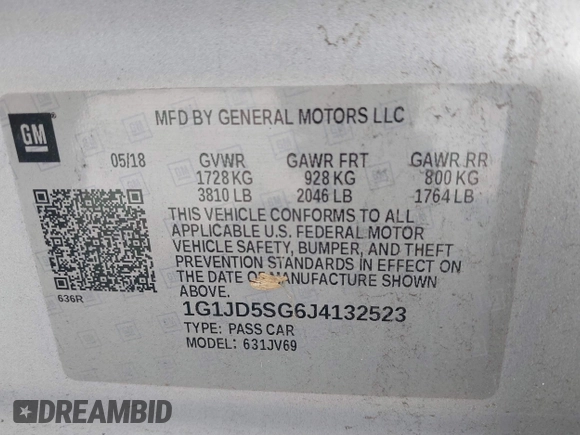 MFD BY GENERAL MOTORS LLC
GM
05/18 GVWR GAWR FRT GAWR RR
1728 KG 928 KG 800 KG
3810 LB 2046 LB 1764 LB
THIS VEHICLE CONFORMS TO ALL
APPLICABLE U.S. FEDERAL MOTOR
VEHICLE SAFETY, BUMPER, AND THEFT
PREVENTION STANDARDS IN EFFECT ON
THE DATE OF MANUFACTURE SHOWN
ABOVE.
636R
1G1JD5SG6J4132523
TYPE: PASS CAR
MODEL: 631JV69
DREAMBID